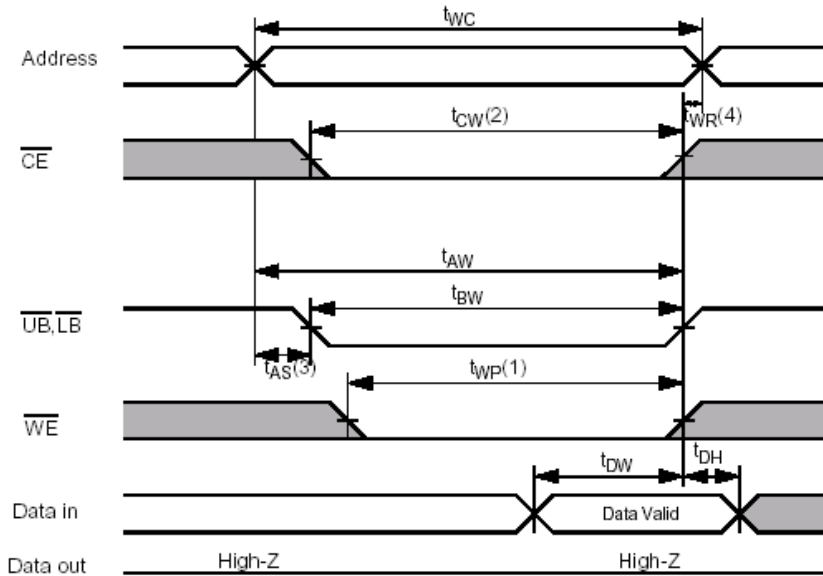 tWC
Address
tCW(2)
tWR(4)
CE
tAW
tBW
UB,LB
tAS(3)
tWP(1)
WE
tDW
tDH
Data in
Data Valid
Data out
High-Z
High-Z